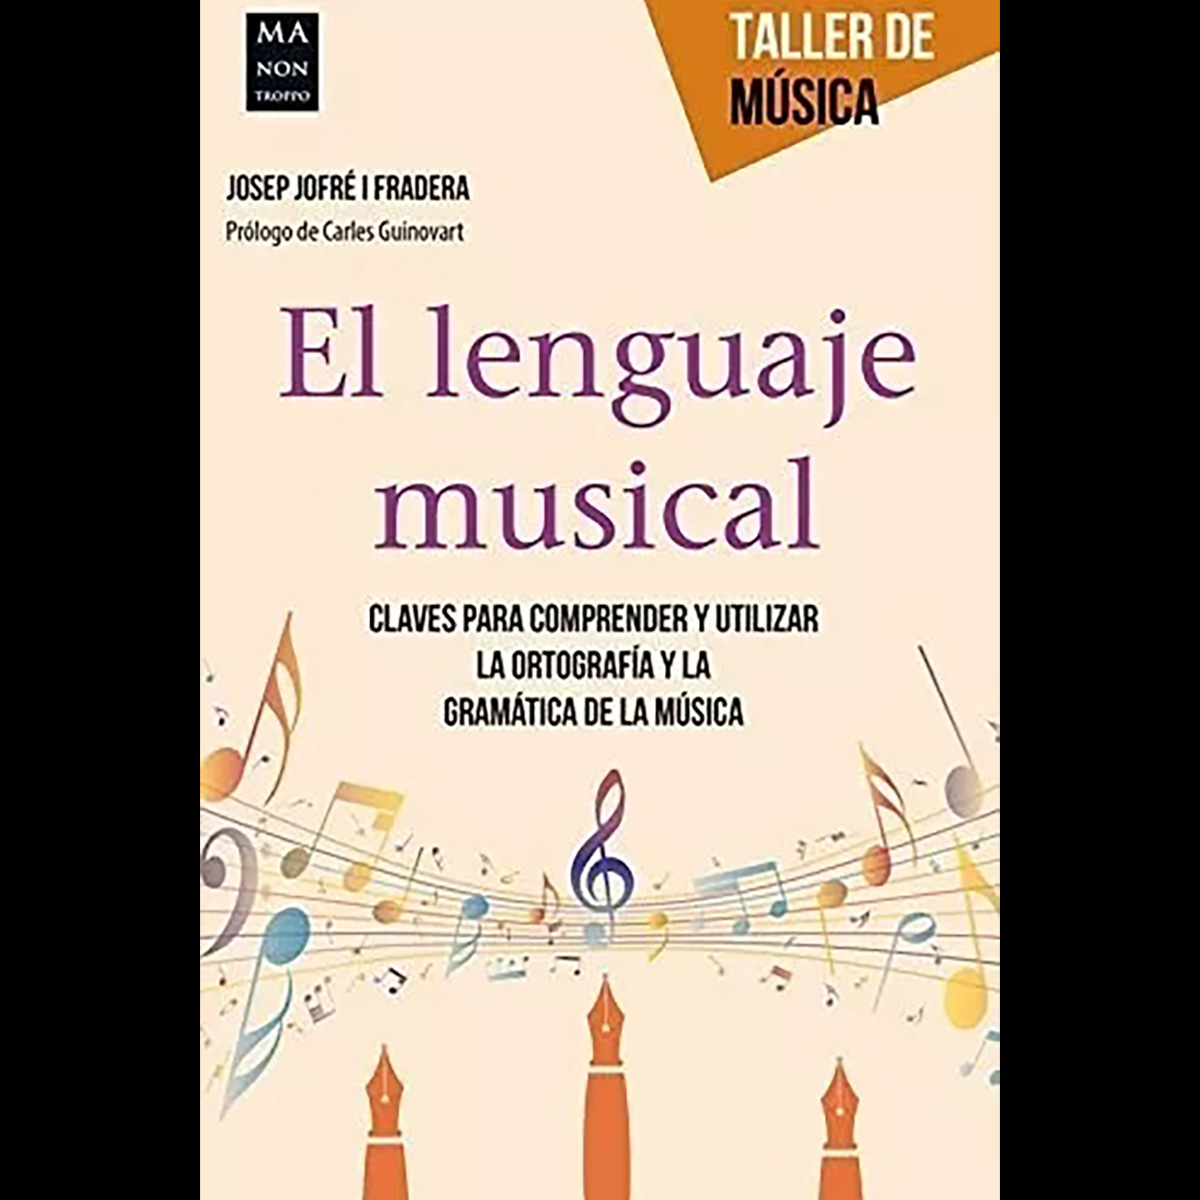 MA
NON
TROPPO
TALLER DE
MÚSICA
JOSEP JOFRÉ I FRADERA
Prólogo de Carles Guinovart
El lenguaje
musical
CLAVES PARA COMPRENDER Y UTILIZAR
LA ORTOGRAFÍA Y LA
GRAMÁTICA DE LA MÚSICA